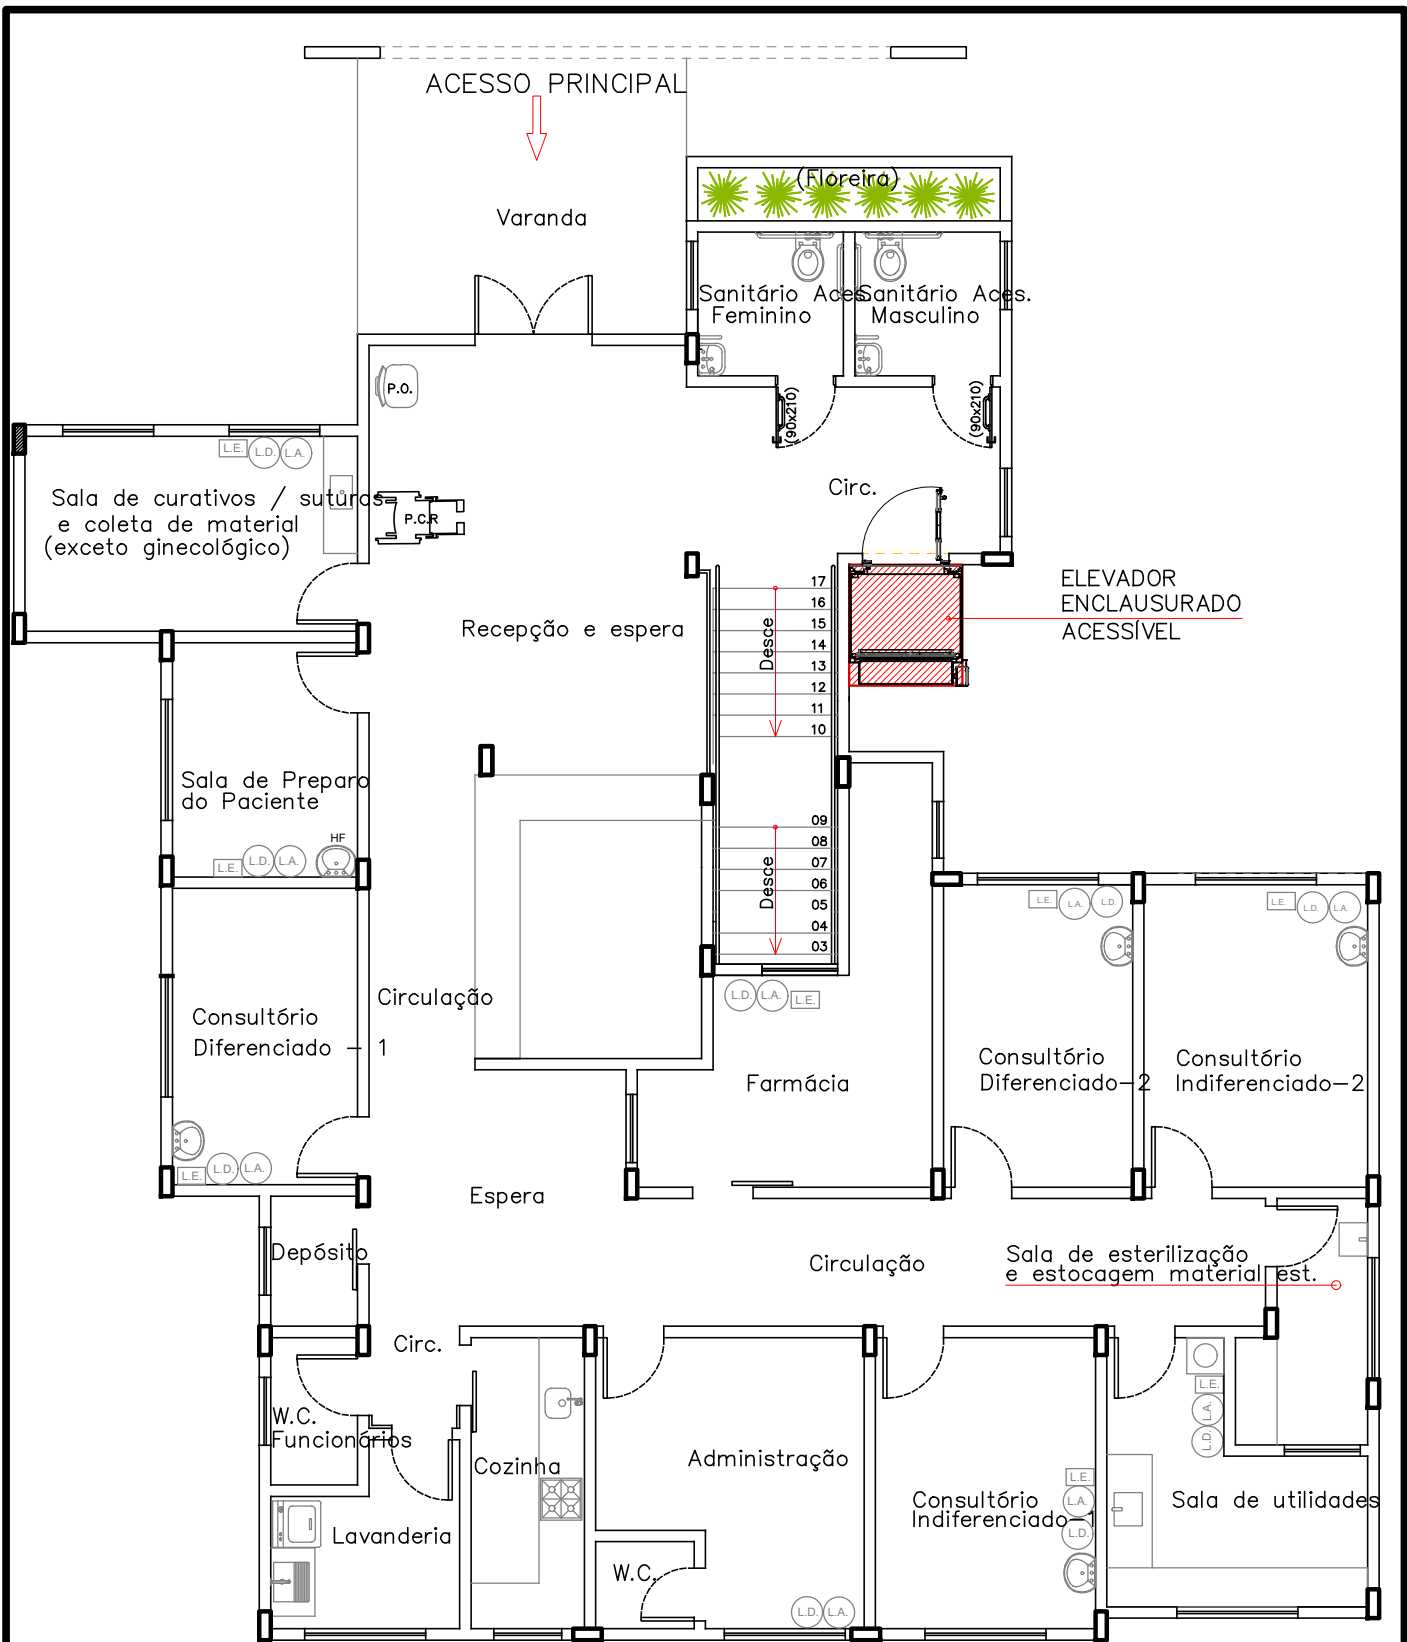 ACESSO PRINCIPAL
(Floreira)
Varanda
Sanitário Aces.
Feminino
Sanitário Aces.
Masculino
P.O.
(90x210)
(90x210)
L.E.
L.D.
L.A.
Sala de curativos / suturas
e coleta de material
(exceto ginecológico)
P.C.R
Circ.
ELEVADOR
ENCLAUSURADO
ACESSÍVEL
Recepção e espera
17
16
15
14
13
12
11
10
Desce
Sala de Preparo
do Paciente
HF
L.E.
L.D.
L.A.
09
08
07
06
05
04
03
Desce
L.E.
L.A.
L.D.
L.E.
L.D.
L.A.
Circulação
L.D.
L.A.
L.E.
Consultório
Diferenciado - 1
Farmácia
Consultório
Diferenciado-2
Consultório
Indiferenciado-2
L.E.
L.D.
L.A.
Espera
Depósito
Circulação
Sala de esterilização
e estocagem material est.
Circ.
L.E.
L.A.
L.D.
W.C.
Funcionários
Cozinha
Administração
L.E.
L.A.
L.D.
Consultório
Indiferenciado-1
Sala de utilidades
Lavanderia
W.C.
L.D.
L.A.